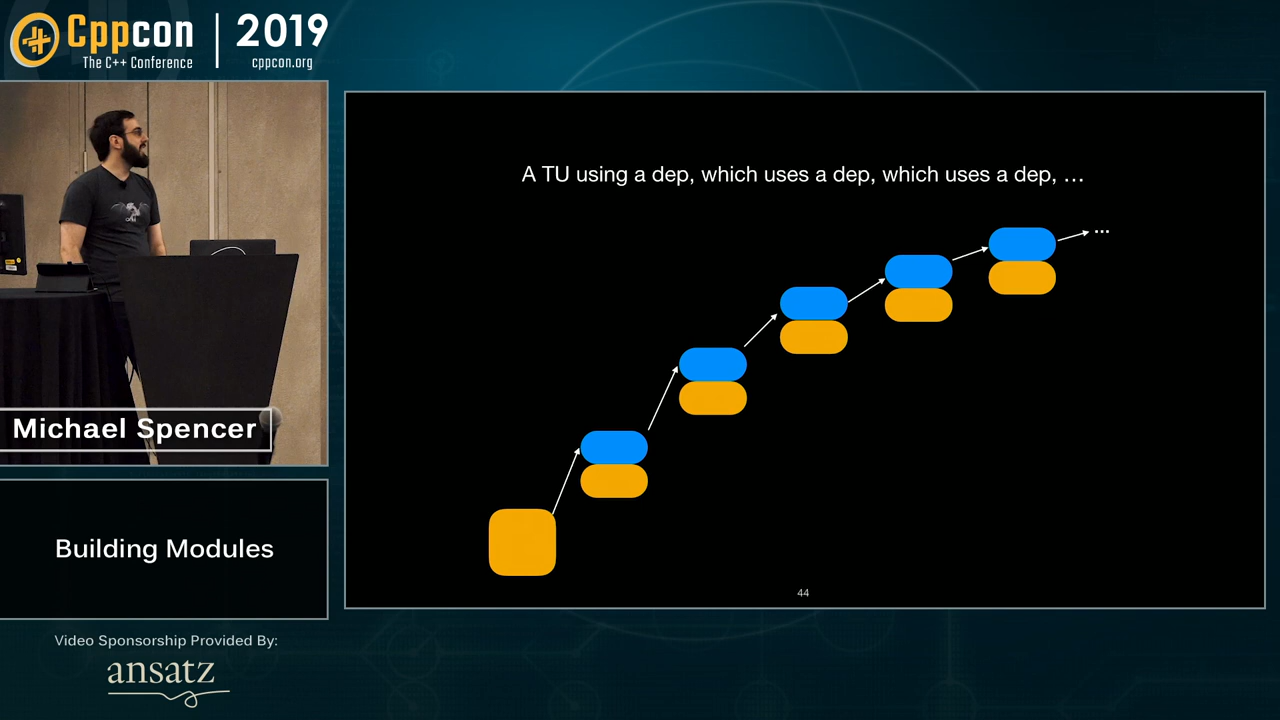 Cppcon
The C++ Conference
2019
cppcon.org
A TU using a dep, which uses a dep, which uses a dep, …
...
44
Michael Spencer
Building Modules
Video Sponsorship Provided By:
ansatz